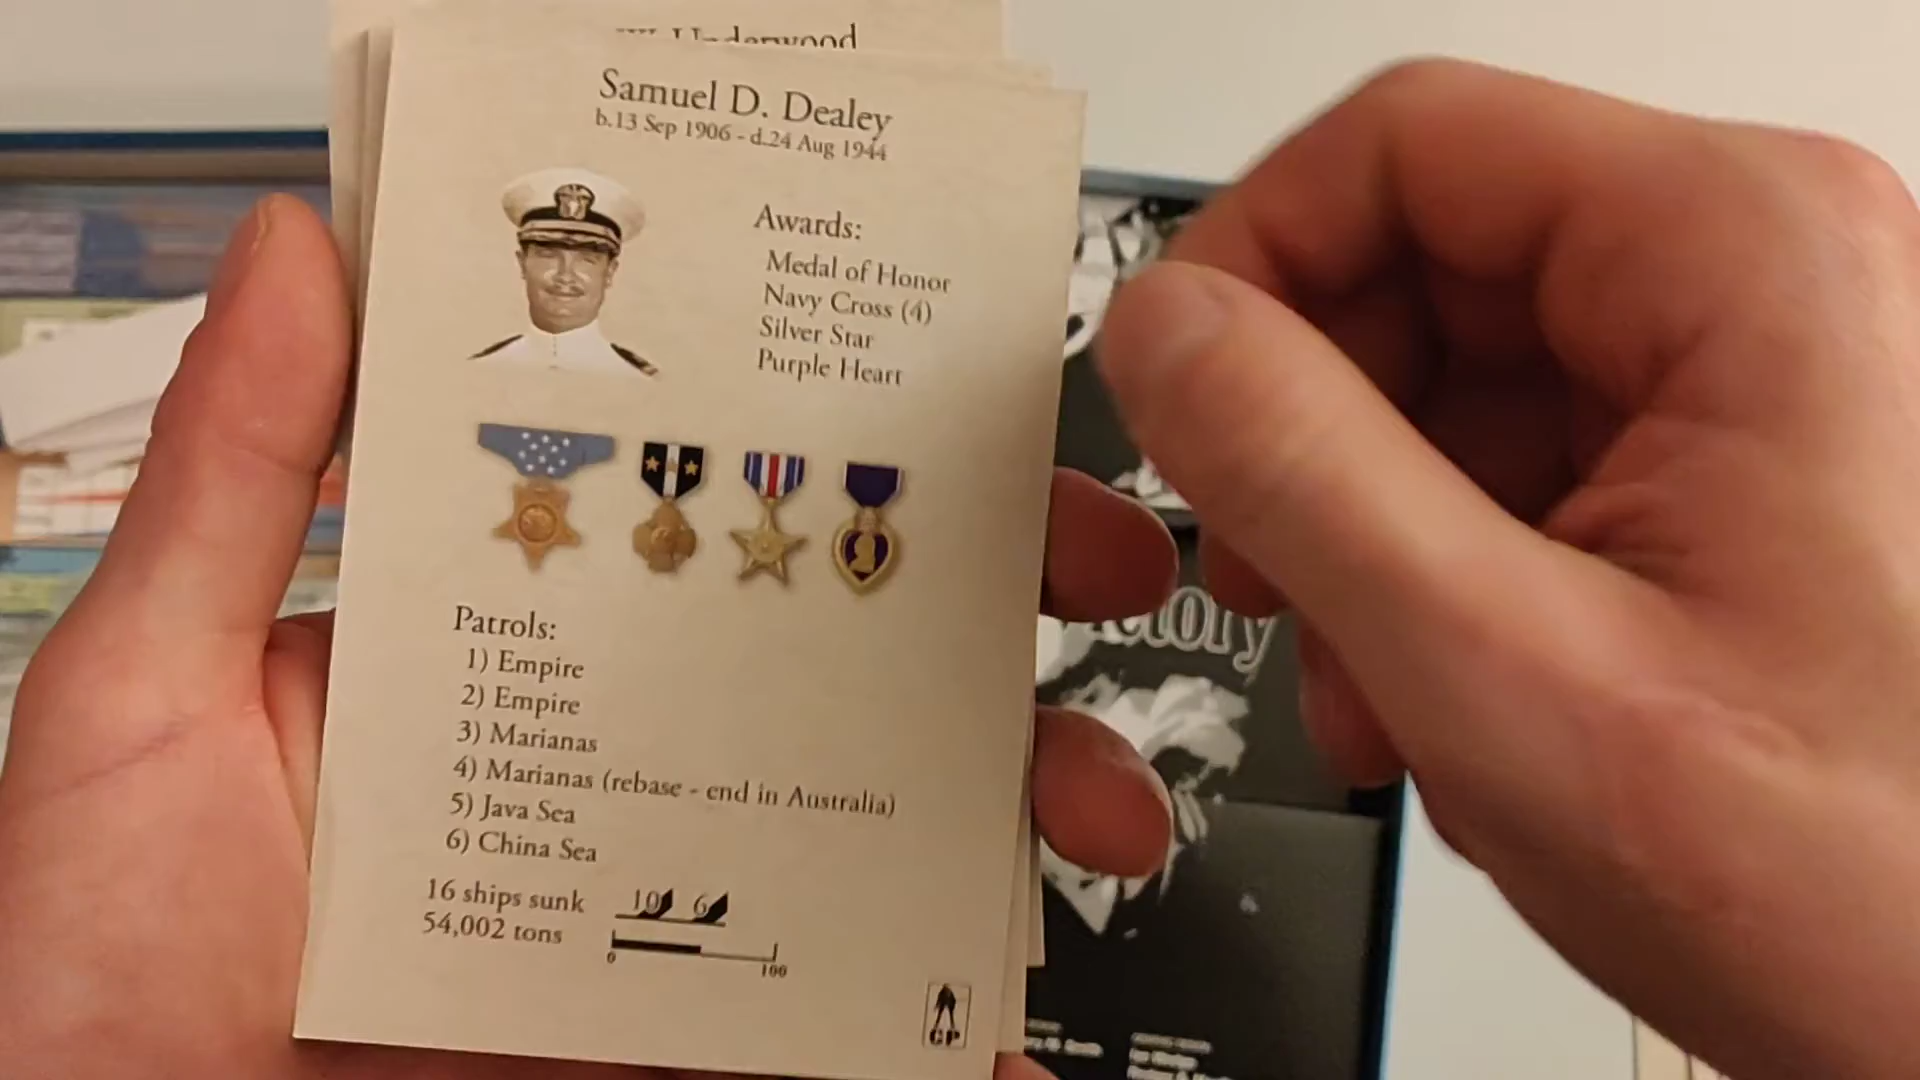 Underwood
Samuel D. Dealey
b.13 Sep 1906 - d.24 Aug 1944
Awards:
Medal of Honor
Navy Cross (4)
Silver Star
Purple Heart
Patrols:
1) Empire
2) Empire
3) Marianas
4) Marianas (rebase - end in Australia)
5) Java Sea
6) China Sea
16 ships sunk
10 6
54,002 tons
0 100
GP